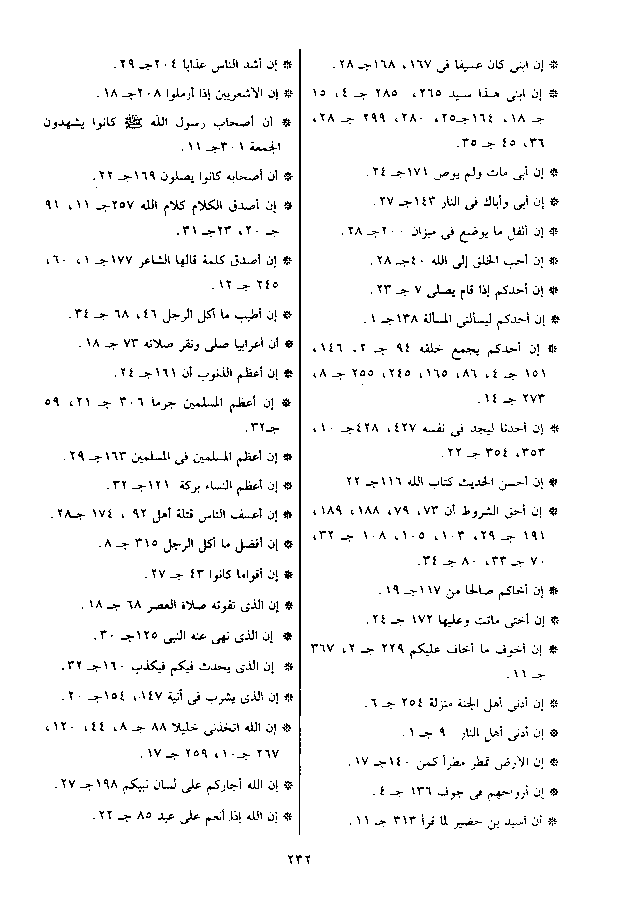 * إن ابنى كان عسيفا فى ١٦٧، ١٦٨جـ ٢٨.
* إن ابنى هـذا سيد ٢٦٥، ٢٨٥ جـ ٤، ١٥
جـ ١٨، ١٦٤جـ٢٥، ٢٨٠، ٢٩٩ جـ ٢٨،
٣٦، ٤٥ جـ ٣٥.
* إن أبى مات ولم يوص ١٧١جـ ٢٤.
* إن أبى وأباك فى النار ١٤٣جـ ٢٧.
* إن أثقل ما يوضع فى ميزان ٢٠٠جـ ٢٨.
* إن أحب الخلق إلى الله ٤٠جـ ٢٨.
* إن أحدكم إذا قام يصلى ٧ جـ ٢٣.
* إن أحدكم ليسألنى المسألة ١٣٨جـ ١.
* إن أحدكم يجمع خلقه ٩٤ جـ ٢، ١٤٦،
١٥١ جـ ٤، ٨٦، ١٦٥، ٢٤٥، ٢٥٥ جـ ٨،
٢٧٣ جـ ١٤.
* إن أحدنا ليجد فى نفسه ٤٢٧، ٤٢٨جـ ١٠،
٣٥٣، ٣٥٤ جـ ٢٢.
* إن أحسن الحديث كتاب الله ١١٦جـ ٢٢
* إن أحق الشروط أن ٧٣، ٧٩، ١٨٨، ١٨٩،
١٩١ جـ ٢٩، ١٠٣، ١٠٥، ١٠٨ جـ ٣٢،
٧٠ جـ ٣٣، ٨٠ جـ ٣٤.
* إن أخاكم صالحا من ١١٧جـ ١٩.
* إن أختى ماتت وعليها ١٧٢ جـ ٢٤.
* إن أخوف ما أخاف عليكم ٢٢٩ جـ ٢، ٣٦٧
جـ ١١.
* إن أدنى أهل الجنة منزلة ٢٥٤ جـ ٦.
* إن أدنى أهل النار ٩ جـ ١.
* إن الأرض تمطر مطراً كمن ١٤٠جـ ١٧.
* إن أرواحهم فى جوف ١٣٦ جـ ٤.
* أن أسيد بن حضير لما قرأ ٣١٣ جـ ١١.
* إن أشد الناس عذابا ٢٠٤جـ ٢٩.
* إن الأشعريين إذا أرملوا ٢٠٨جـ ١٨.
* أن أصحاب رسول الله ﷺ كانوا يشهدون
الجمعة ٣٠١جـ ١١.
* أن أصحابه كانوا يصلون ١٦٩جـ ٢٢.
* إن أصدق الكلام كلام الله ٢٥٧جـ ١١، ٩١
جـ ٢٠، ٢٣جـ ٣١.
* إن أصدق كلمة قالها الشاعر ١٧٧جـ ١، ٦٠،
٢٤٥ جـ ١٢.
* إن أطيب ما أكل الرجل ٤٦، ٦٨ جـ ٣٤.
* أن أعرابيا صلى ونقر صلاته ٧٣ جـ ١٨.
* إن أعظم الذنوب أن ١٦١جـ ٢٤.
* إن أعظم المسلمين جرما ٣٠٦ جـ ٢١، ٥٩
جـ٣٢.
* إن أعظم المسلمين فى المسلمين ١٦٣جـ ٢٩.
* إن أعظم النساء بركة ١٢١جـ ٣٢.
* إن أعسف الناس قتلة أهل ٩٢ ، ١٧٤ جـ٢٨.
* إن أفضل ما أكل الرجل ٣١٥ جـ ٨.
* إن أقواما كانوا ٤٣ جـ ٢٧.
* إن الذى تفوته صلاة العصر ٦٨ جـ ١٨.
* إن الذى نهى عنه النبى ١٢٥جـ ٣٠.
* إن الذى يحدث فيكم فيكذب ١٦٠جـ ٣٢.
* إن الذى يشرب فى آنية ١٤٧، ١٥٤جـ ٢٠.
* إن الله اتخذنى خليلا ٨٨ جـ ٨، ٤٤، ١٢٠،
٢٦٧ جـ١٠، ٢٥٩ جـ ١٧.
* إن الله أجاركم على لسان نبيكم ١٩٨جـ ٢٧.
* إن الله إذا أنعم على عبد ٨٥ جـ ٢٢.
٢٣٢